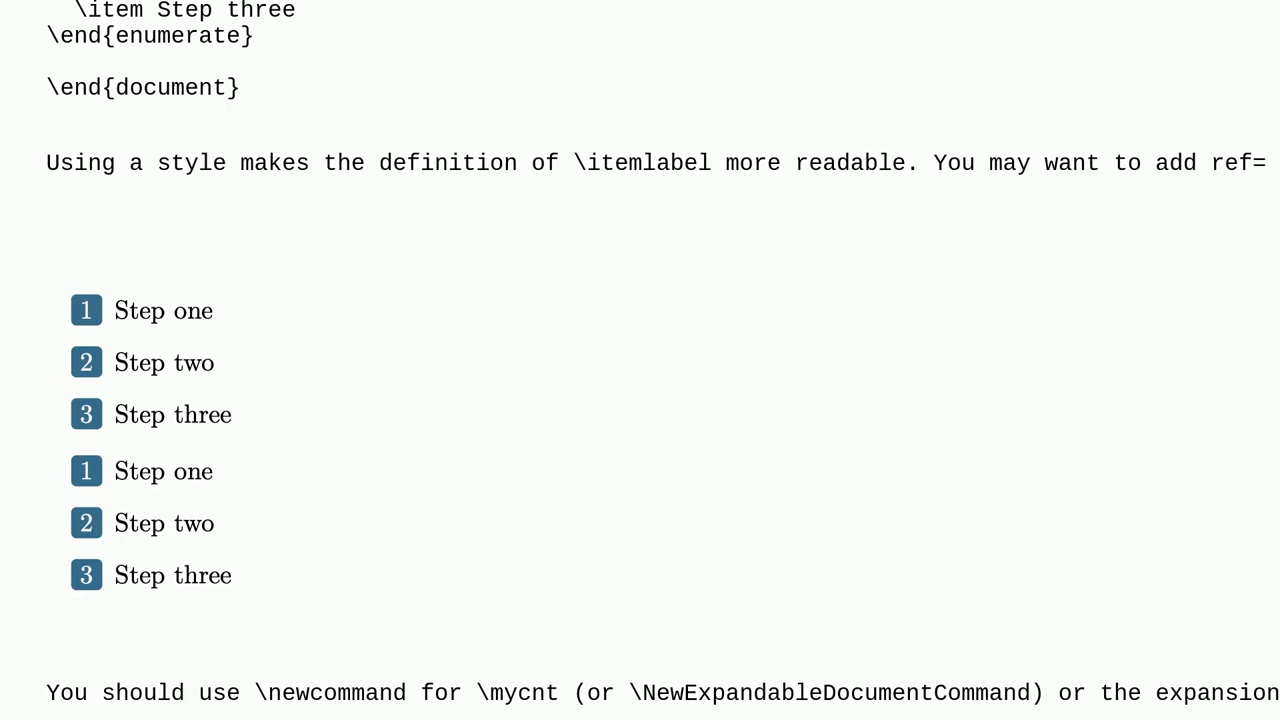 \item Step three
\end{enumerate}
\end{document}
Using a style makes the definition of \itemlabel more readable. You may want to add ref=
1 Step one
2 Step two
3 Step three
1 Step one
2 Step two
3 Step three
You should use \newcommand for \mycnt (or \NewExpandableDocumentCommand) or the expansion